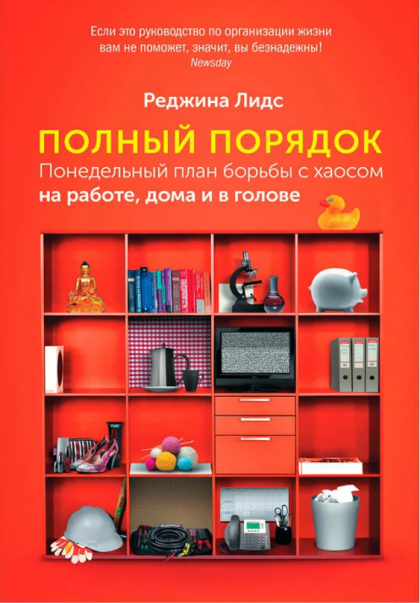 Если это руководство по организации жизни
вам не поможет, значит, вы безнадежны!
Newsday
Реджина Лидс
ПОЛНЫЙ ПОРЯДОК
Понедельный план борьбы с хаосом
на работе, дома и в голове